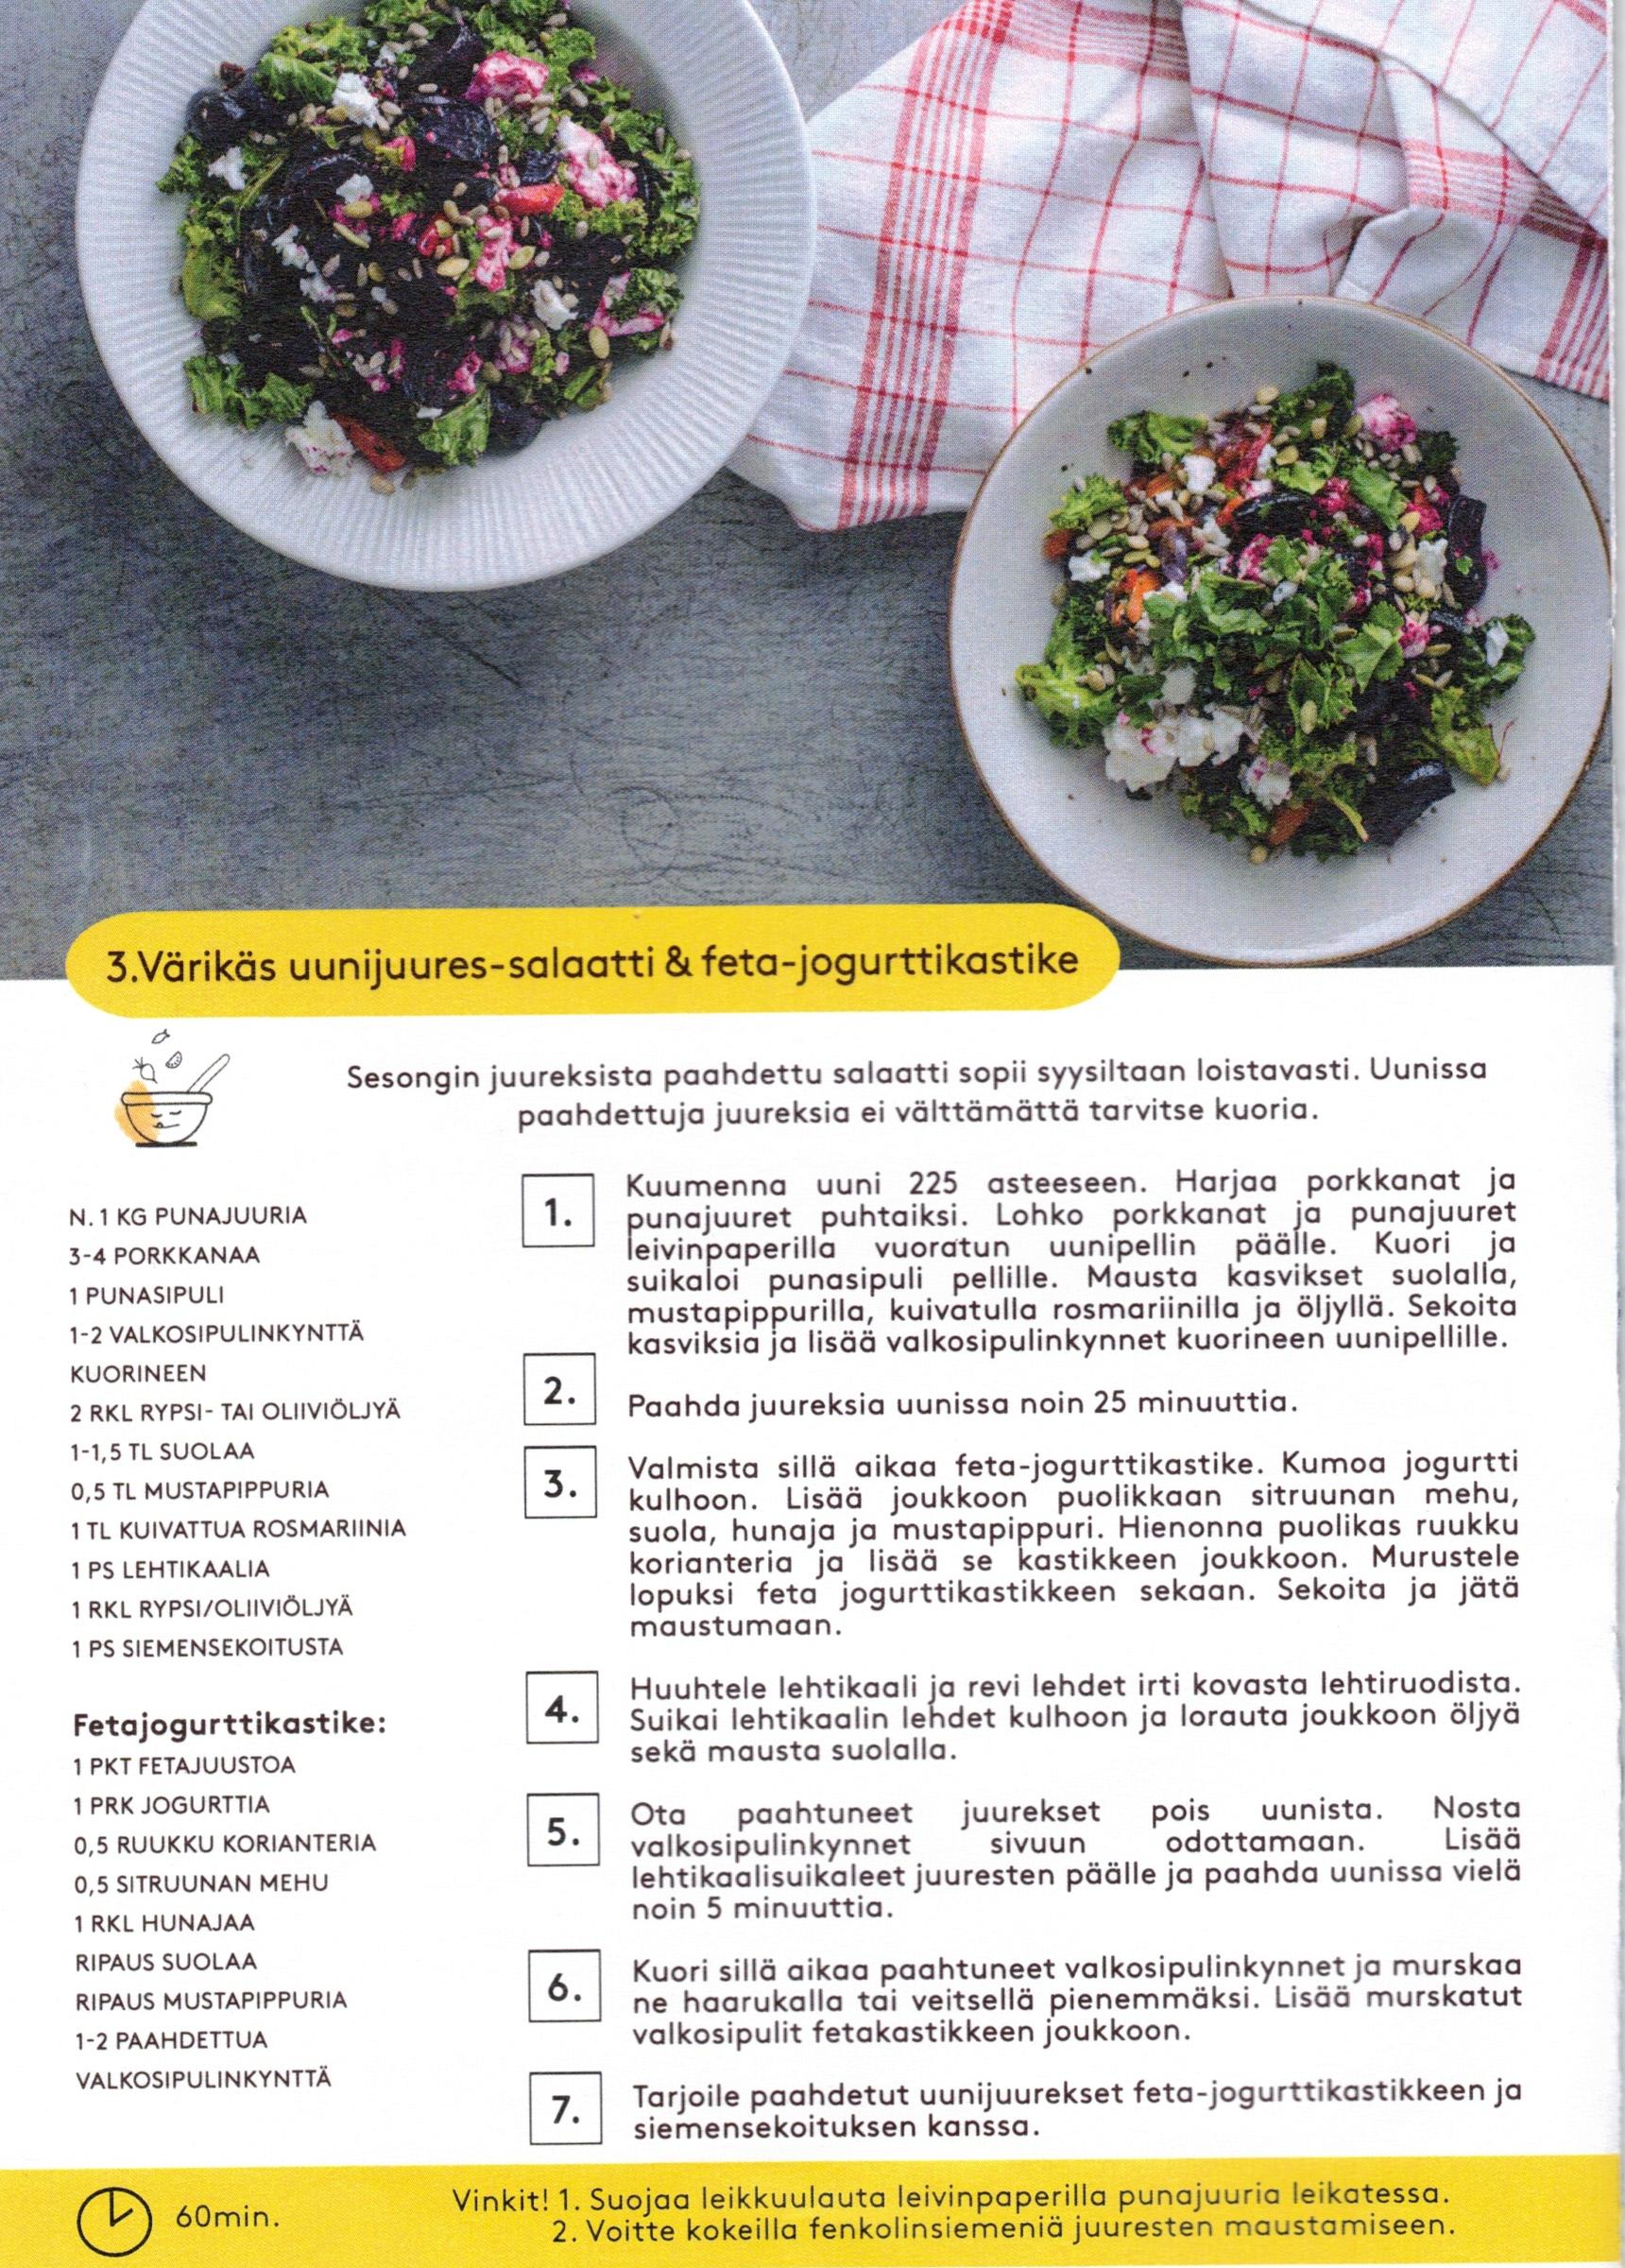 3.Värikäs uunijuures-salaatti & feta-jogurttikastike
Sesongin juureksista paahdettu salaatti sopii syysiltaan loistavasti. Uunissa
paahdettuja juureksia ei välttämättä tarvitse kuoria.
N. 1 KG PUNAJUURIA
3-4 PORKKANAA
1 PUNASIPULI
1-2 VALKOSIPULINKYNTTÄ
KUORINEEN
2 RKL RYPSI- TAI OLIIVIÖLJYÄ
1-1,5 TL SUOLAA
0,5 TL MUSTAPIPPURIA
1 TL KUIVATTUA ROSMARIINIA
1 PS LEHTIKAALIA
1 RKL RYPSI/OLIIVIÖLJYÄ
1 PS SIEMENSEKOITUSTA
Fetajogurttikastike:
1 PKT FETAJUUSTOA
1 PRK JOGURTTIA
0,5 RUUKKU KORIANTERIA
0,5 SITRUUNAN MEHU
1 RKL HUNAJAA
RIPAUS SUOLAA
RIPAUS MUSTAPIPPURIA
1-2 PAAHDETTUA
VALKOSIPULINKYNTTÄ
1.
Kuumenna uuni 225 asteeseen. Harjaa porkkanat ja
punajuuret puhtaiksi. Lohko porkkanat ja punajuuret
leivinpaperilla vuoratun uunipellin päälle. Kuori ja
suikaloi punasipuli pellille. Mausta kasvikset suolalla,
mustapippurilla, kuivatulla rosmariinilla ja öljyllä. Sekoita
kasviksia ja lisää valkosipulinkynnet kuorineen uunipellille.
2.
Paahda juureksia uunissa noin 25 minuuttia.
3.
Valmista sillä aikaa feta-jogurttikastike. Kumoa jogurtti
kulhoon. Lisää joukkoon puolikkaan sitruunan mehu,
suola, hunaja ja mustapippuri. Hienonna puolikas ruukku
korianteria ja lisää se kastikkeen joukkoon. Murustele
lopuksi feta jogurttikastikkeen sekaan. Sekoita ja jätä
maustumaan.
4.
Huuhtele lehtikaali ja revi lehdet irti kovasta lehtiruodista.
Suikai lehtikaalin lehdet kulhoon ja lorauta joukkoon öljyä
sekä mausta suolalla.
5.
Ota paahtuneet juurekset pois uunista. Nosta
valkosipulinkynnet sivuun odottamaan. Lisää
lehtikaalisuikaleet juuresten päälle ja paahda uunissa vielä
noin 5 minuuttia.
6.
Kuori sillä aikaa paahtuneet valkosipulinkynnet ja murskaa
ne haarukalla tai veitsellä pienemmäksi. Lisää murskatut
valkosipulit fetakastikkeen joukkoon.
7.
Tarjoile paahdetut uunijuurekset feta-jogurttikastikkeen ja
siemensekoituksen kanssa.
60min.
Vinkit! 1. Suojaa leikkuulauta leivinpaperilla punajuuria leikatessa.
2. Voitte kokeilla fenkolinsiemeniä juuresten maustamiseen.